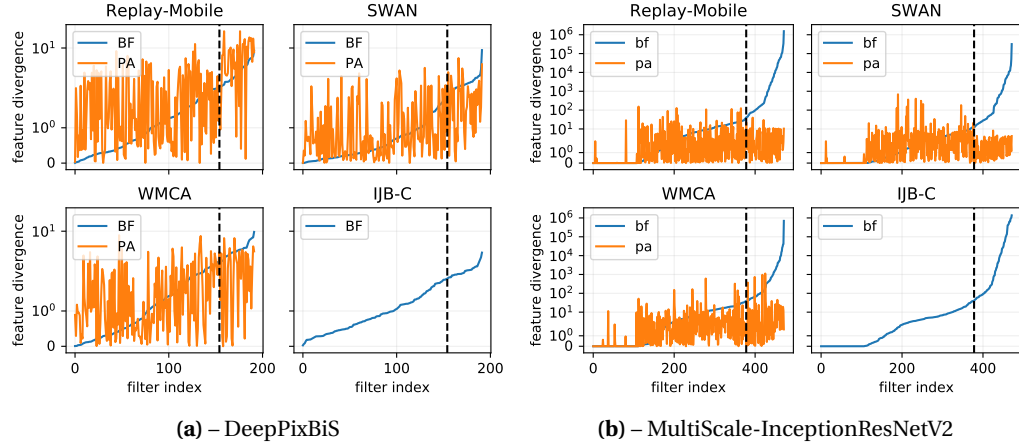 Replay-Mobile
SWAN
Replay-Mobile
SWAN
feature divergence
10¹
10⁰
0
BF
PA
BF
PA
feature divergence
10⁶
10⁵
10⁴
10³
10²
10¹
10⁰
0
bf
pa
bf
pa
WMCA
IJB-C
WMCA
IJB-C
feature divergence
10¹
10⁰
0
BF
PA
BF
feature divergence
10⁶
10⁵
10⁴
10³
10²
10¹
10⁰
0
bf
pa
bf
0 100 200 0 100 200 0 200 400 0 200 400
filter index filter index filter index filter index
(a) – DeepPixBiS
(b) – MultiScale-InceptionResNetV2